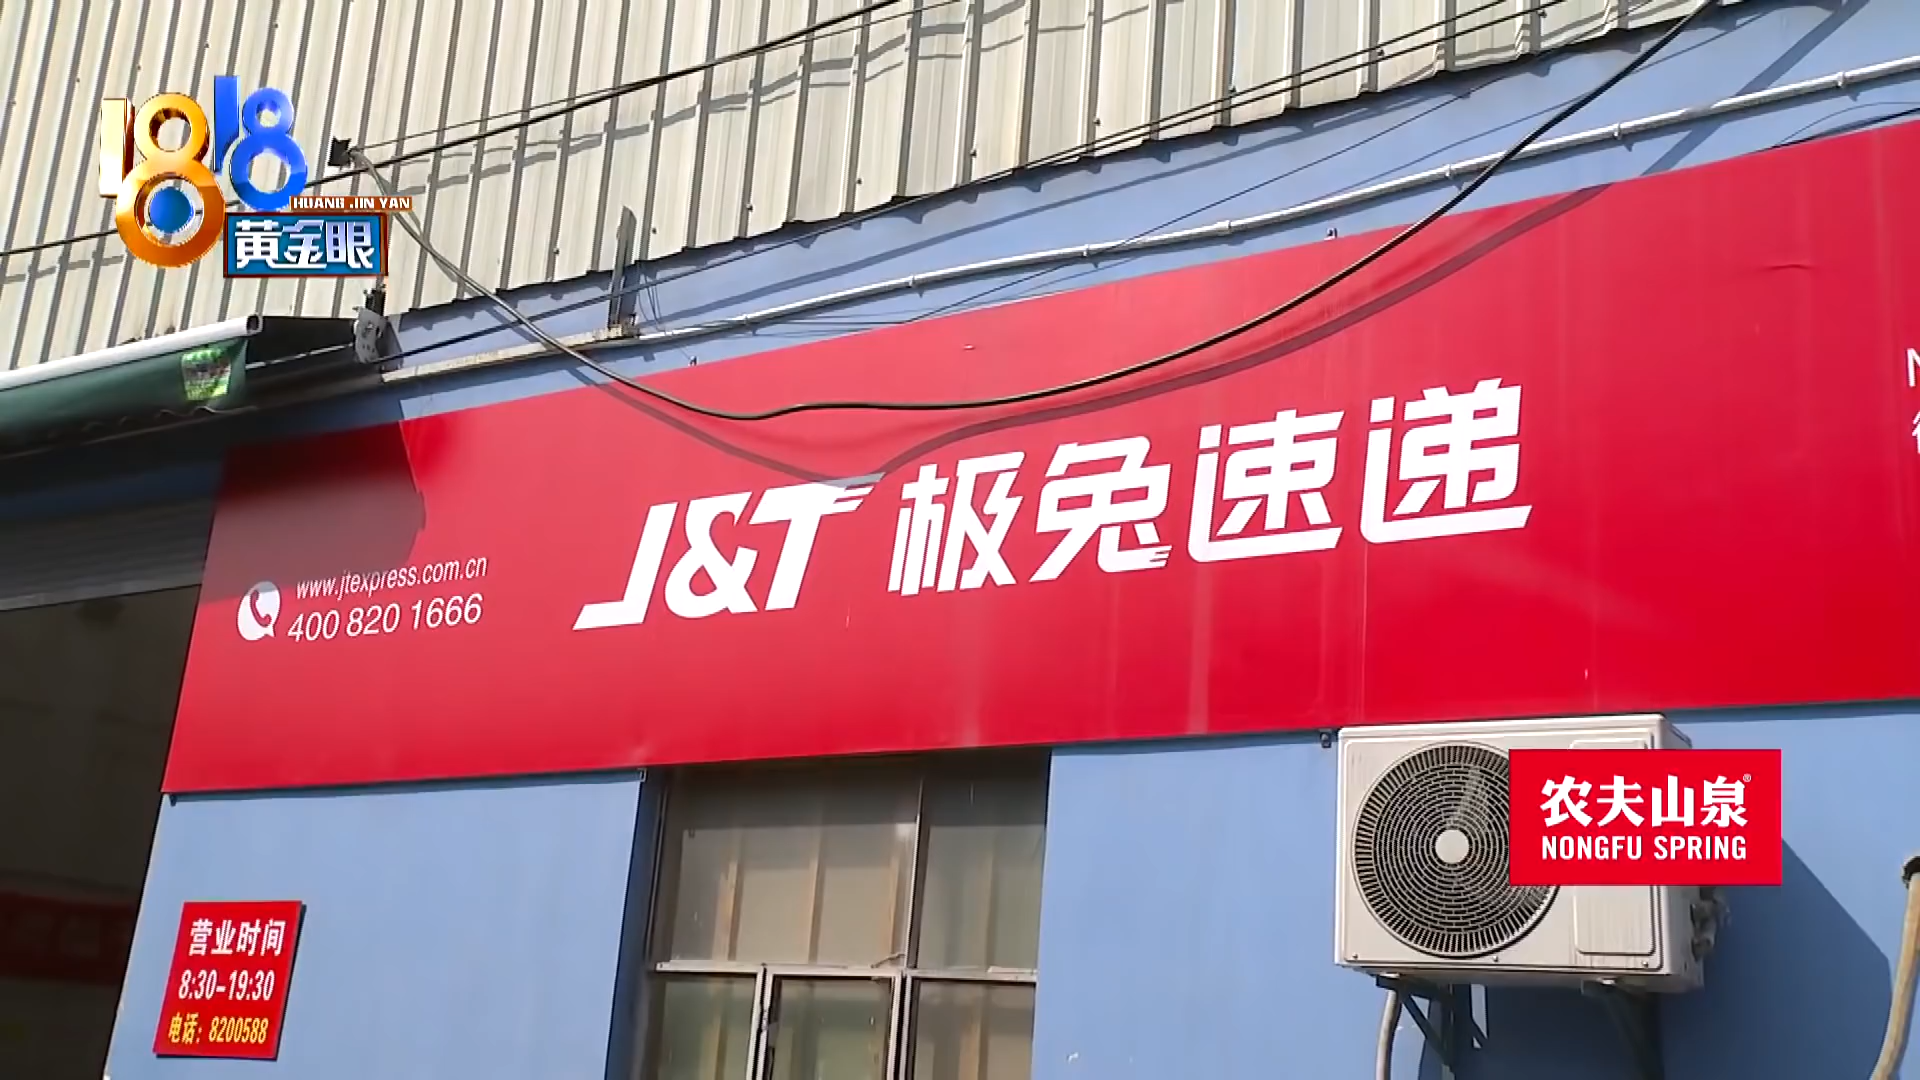 1818
HUANG JIN YAN
黄金眼
www.jtexpress.com.cn
400 820 1666
J&T 极兔速递
农夫山泉®
NONGFU SPRING
营业时间
8:30-19:30
电话: 8200588